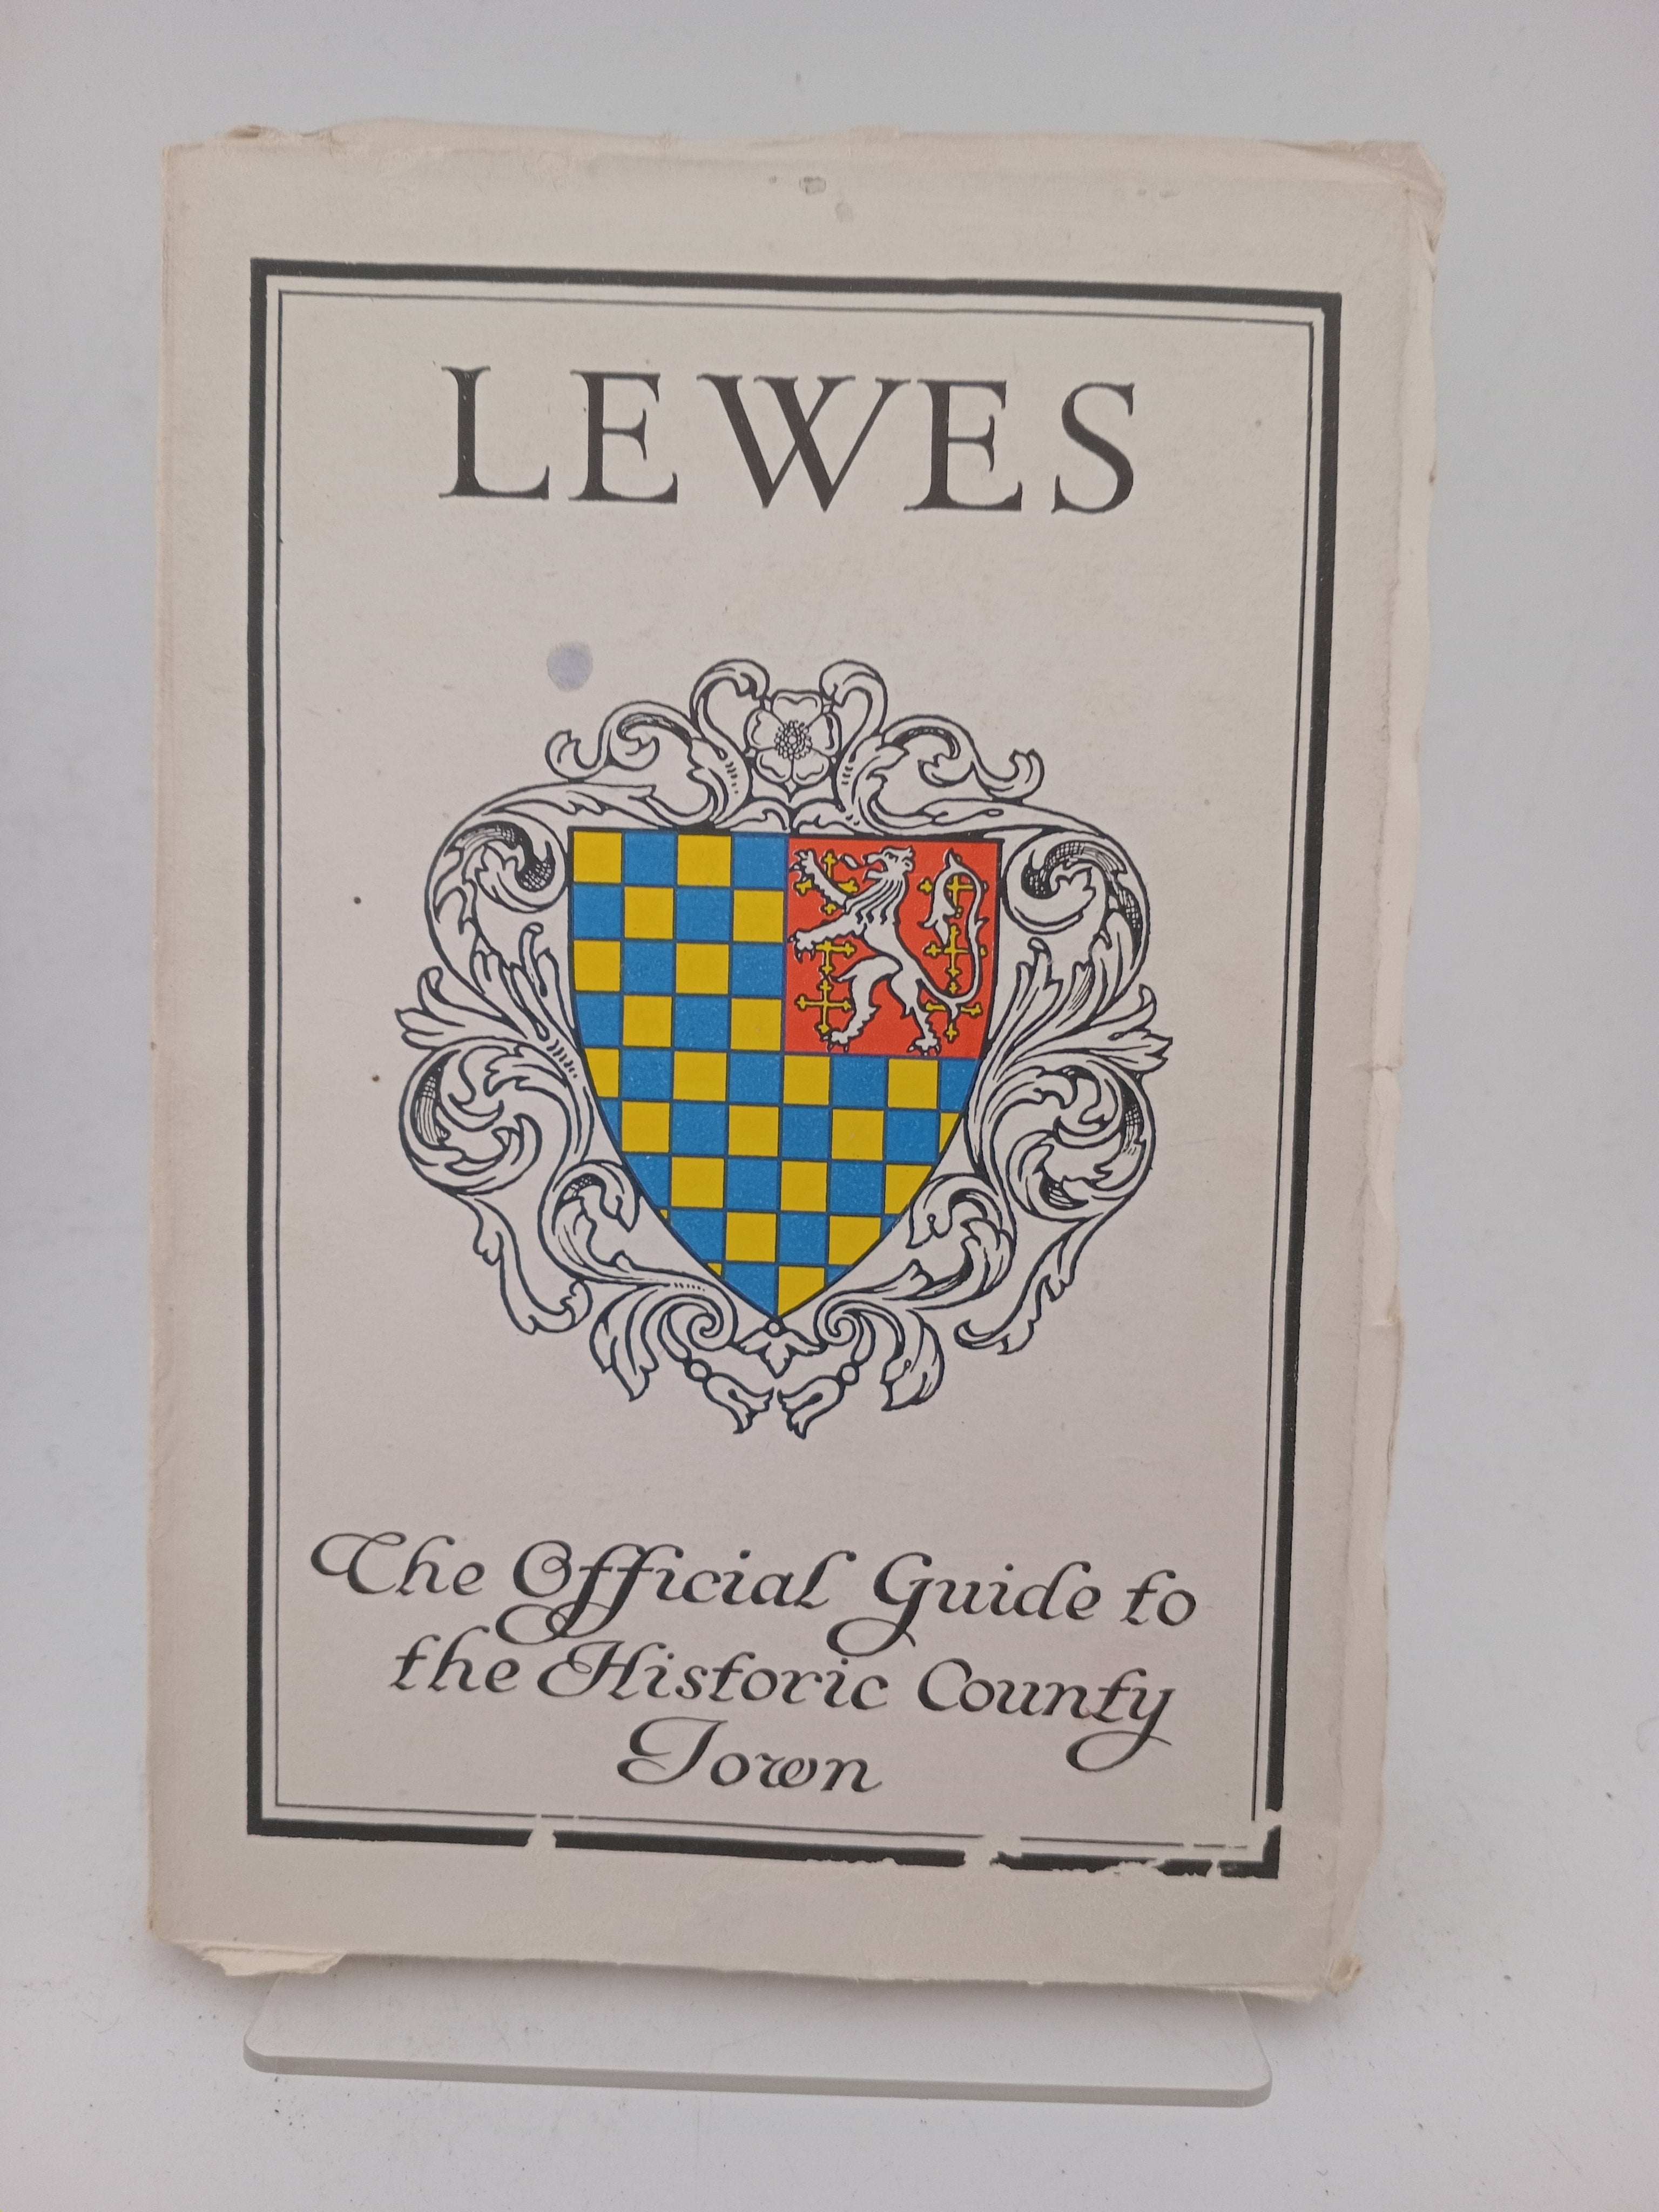 LEWES
The Official Guide to
the Historic County
Town